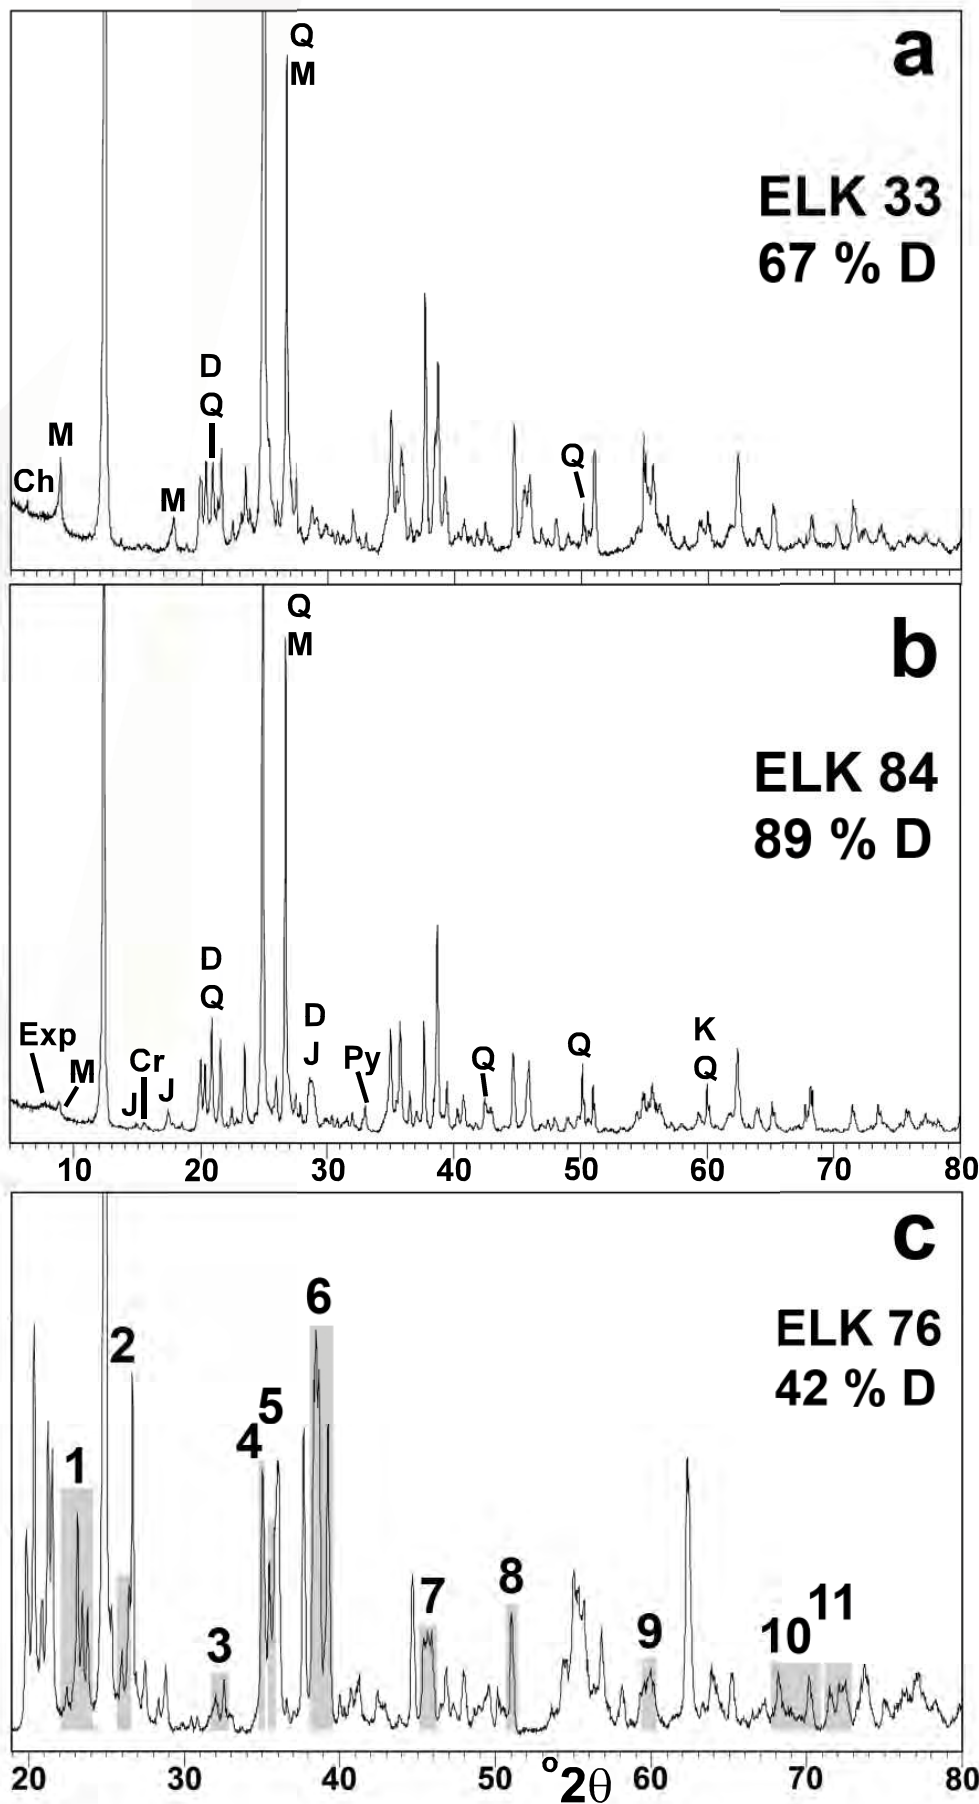 Q
M
a
ELK 33
67 % D
D
Q
M
Ch
M
Q
Q
M
b
ELK 84
89 % D
D
Q
Exp
M
J
Cr
J
D
J
Py
Q
Q
K
Q
10 20 30 40 50 60 70 80
c
ELK 76
42 % D
1
2
3
4
5
6
7
8
9
10
11
20 30 40 50 °2θ 60 70 80